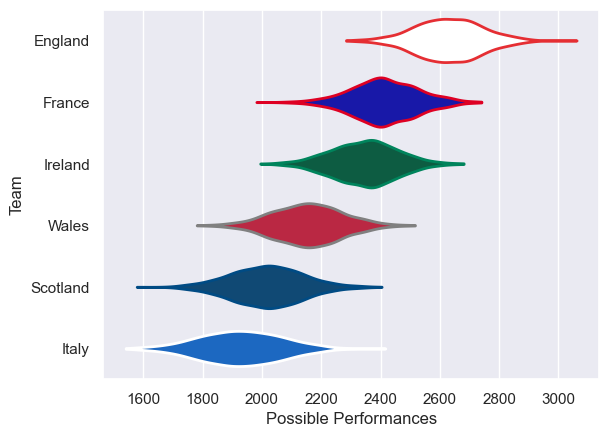 England
France
Ireland
Wales
Scotland
Italy
Team
1600 1800 2000 2200 2400 2600 2800 3000
Possible Performances